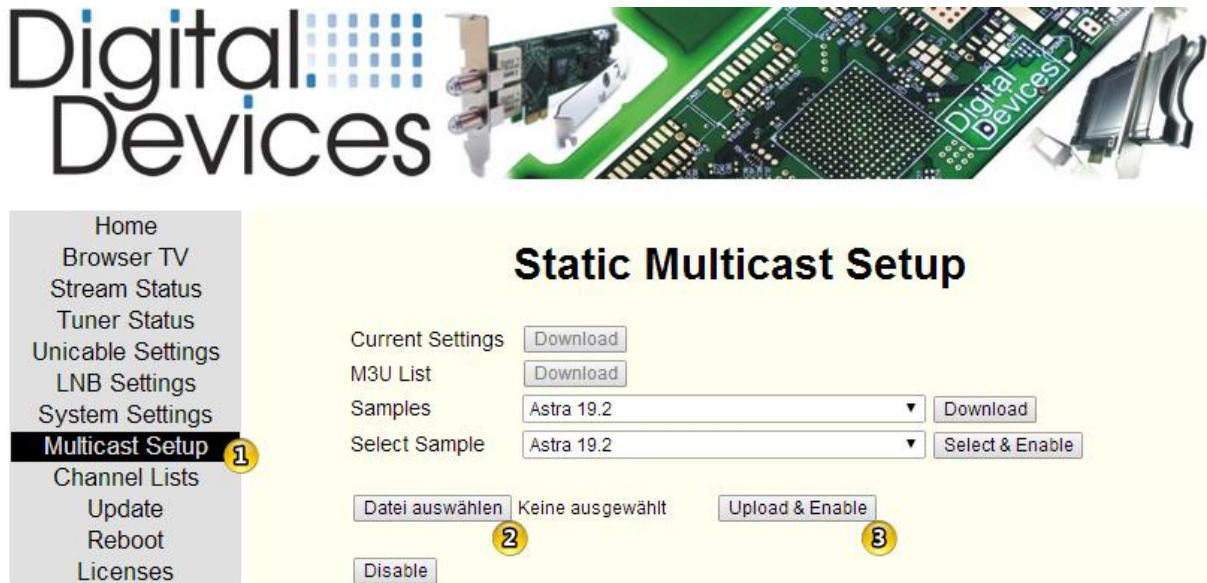 Digital
Devices
Digital
Devices
Home
Browser TV
Stream Status
Tuner Status
Unicable Settings
LNB Settings
System Settings
Multicast Setup 1
Channel Lists
Update
Reboot
Licenses
Static Multicast Setup
Current Settings Download
M3U List Download
Samples Astra 19.2 Download
Select Sample Astra 19.2 Select & Enable
Datei auswählen Keine ausgewählt Upload & Enable
2 3
Disable